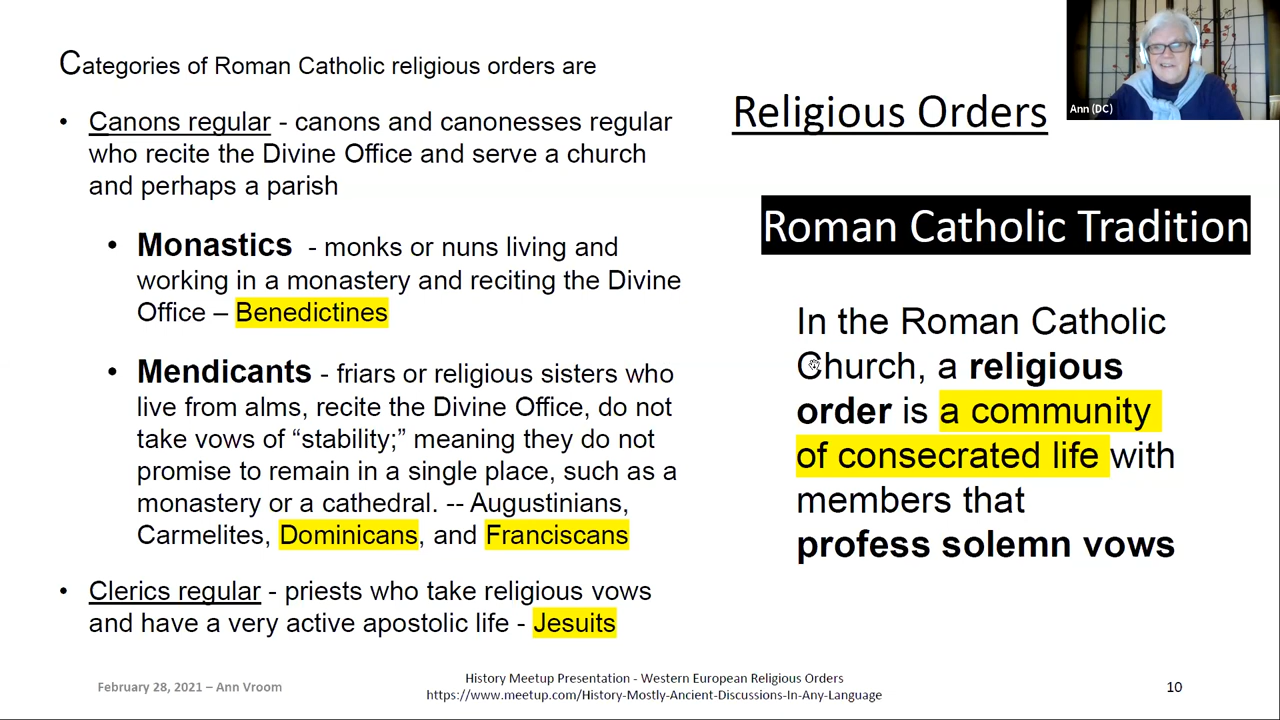 Categories of Roman Catholic religious orders are
• Canons regular - canons and canonesses regular
who recite the Divine Office and serve a church
and perhaps a parish
• Monastics - monks or nuns living and
working in a monastery and reciting the Divine
Office – Benedictines
• Mendicants - friars or religious sisters who
live from alms, recite the Divine Office, do not
take vows of “stability;” meaning they do not
promise to remain in a single place, such as a
monastery or a cathedral. -- Augustinians,
Carmelites, Dominicans, and Franciscans
• Clerics regular - priests who take religious vows
and have a very active apostolic life - Jesuits
Religious Orders
Ann (DC)
Roman Catholic Tradition
In the Roman Catholic
Church, a religious
order is a community
of consecrated life with
members that
profess solemn vows
February 28, 2021 – Ann Vroom
History Meetup Presentation - Western European Religious Orders
https://www.meetup.com/History-Mostly-Ancient-Discussions-In-Any-Language
10